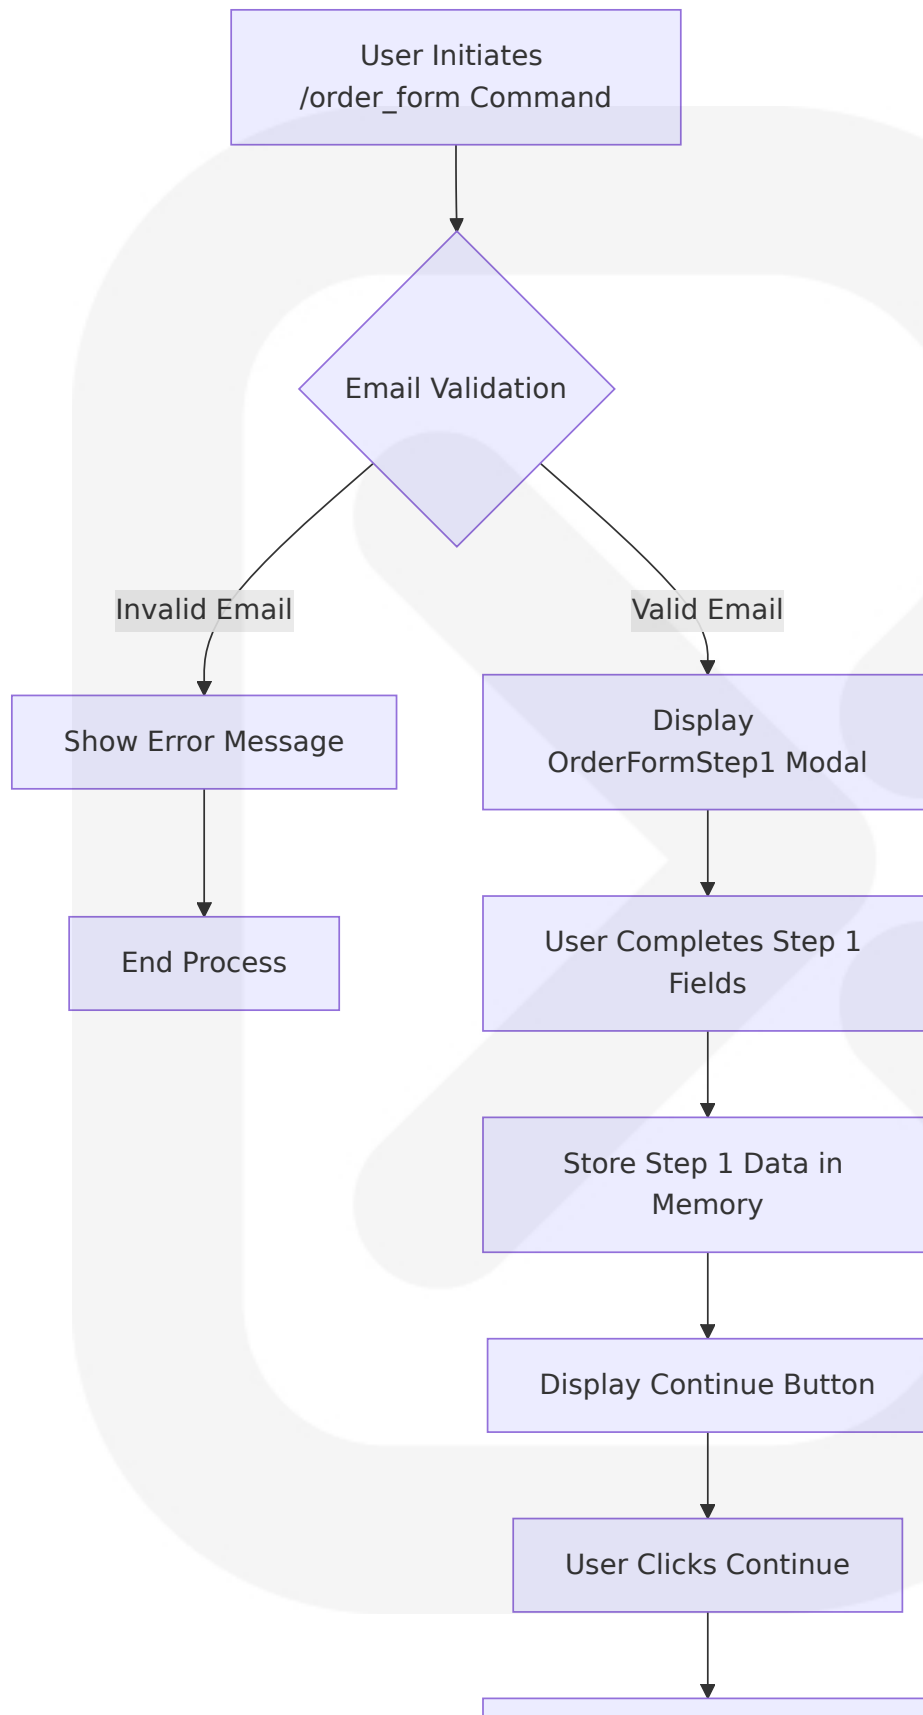 User Initiates
/order_form Command
Email Validation
Invalid Email
Valid Email
Show Error Message
Display
OrderFormStep1 Modal
User Completes Step 1
Fields
End Process
Store Step 1 Data in
Memory
Display Continue Button
User Clicks Continue